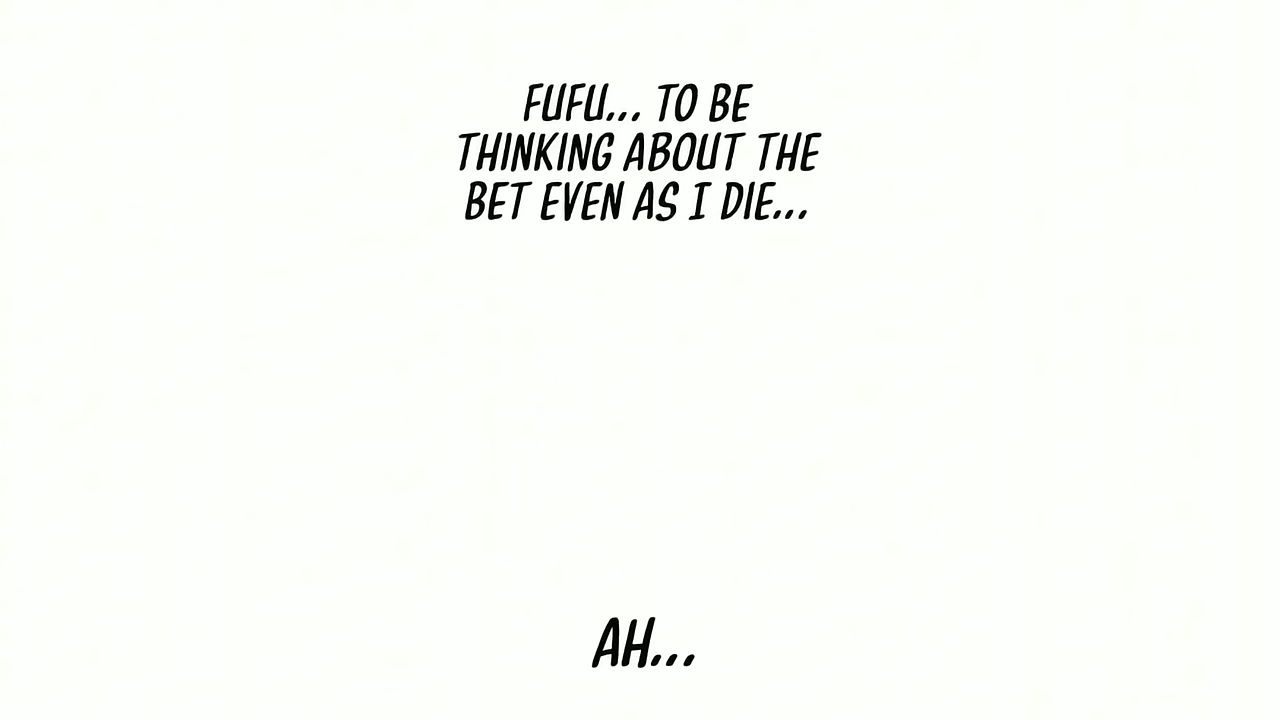 FUFU... TO BE
THINKING ABOUT THE
BET EVEN AS I DIE...
AH...